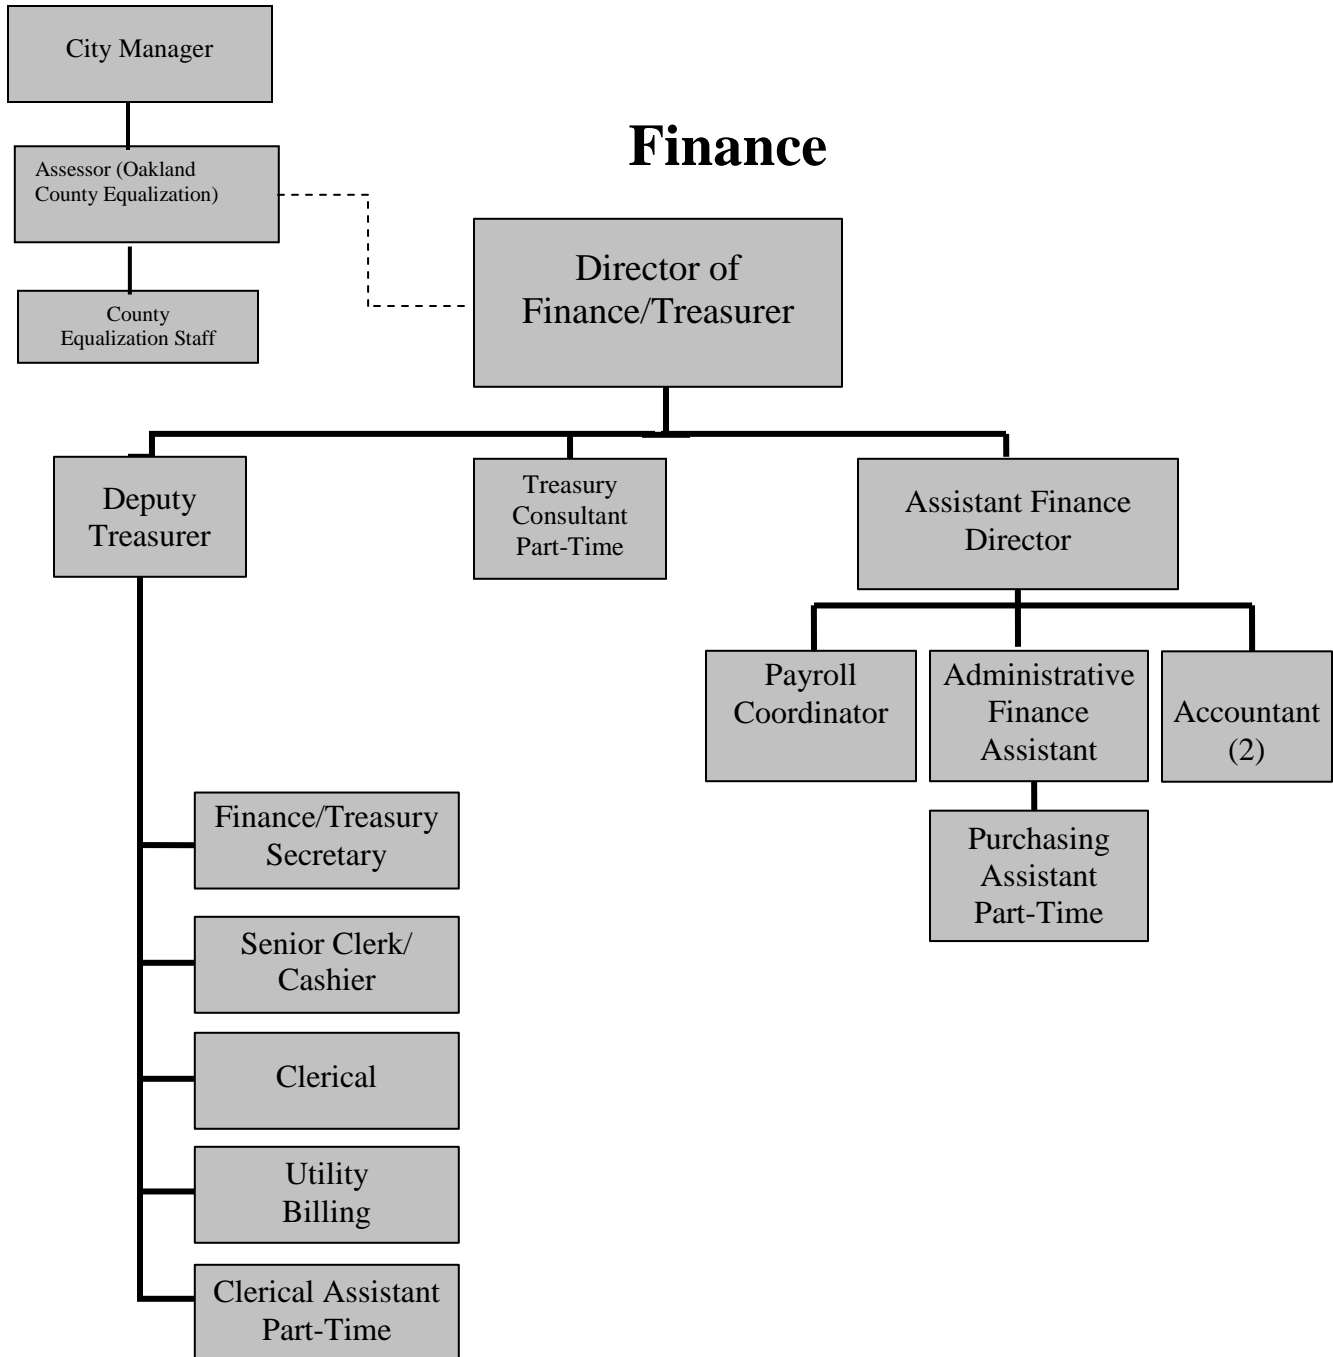 City Manager
Finance
Assessor (Oakland
County Equalization)
Director of
Finance/Treasurer
County
Equalization Staff
Deputy
Treasurer
Treasury
Consultant
Part-Time
Assistant Finance
Director
Payroll
Coordinator
Administrative
Finance
Assistant
Accountant
(2)
Purchasing
Assistant
Part-Time
Finance/Treasury
Secretary
Senior Clerk/
Cashier
Clerical
Utility
Billing
Clerical Assistant
Part-Time